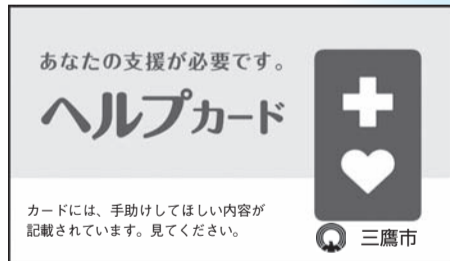 あなたの支援が必要です。
ヘルプカード
カードには、手助けしてほしい内容が
記載されています。見てください。
三鷹市